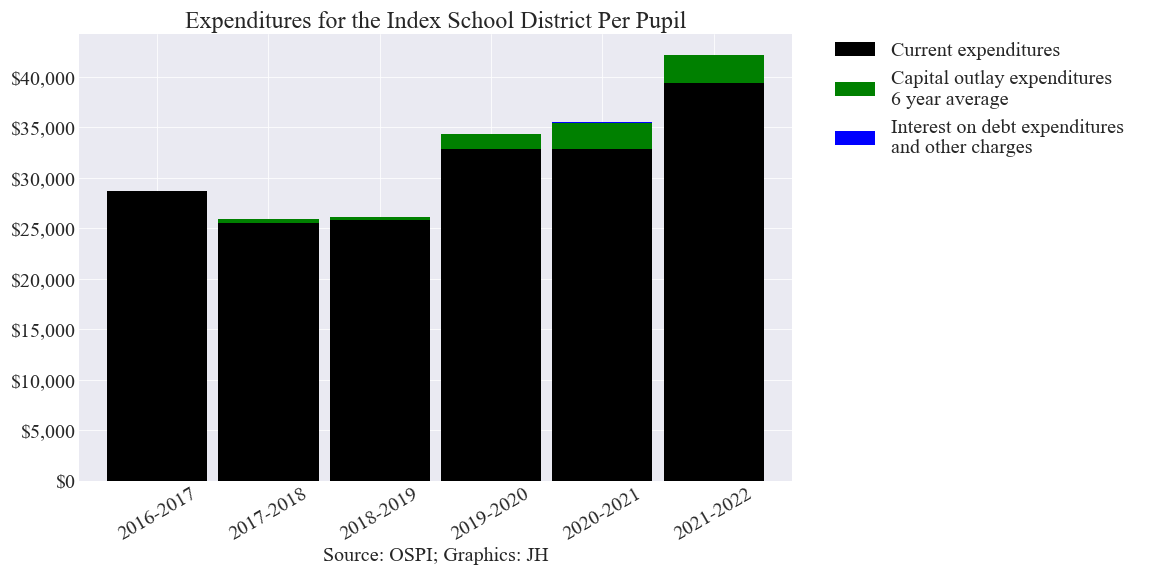 Expenditures for the Index School District Per Pupil
$40,000
$35,000
$30,000
$25,000
$20,000
$15,000
$10,000
$5,000
$0
2016-2017
2017-2018
2018-2019
2019-2020
2020-2021
2021-2022
Source: OSPI; Graphics: JH
Current expenditures
Capital outlay expenditures
6 year average
Interest on debt expenditures
and other charges